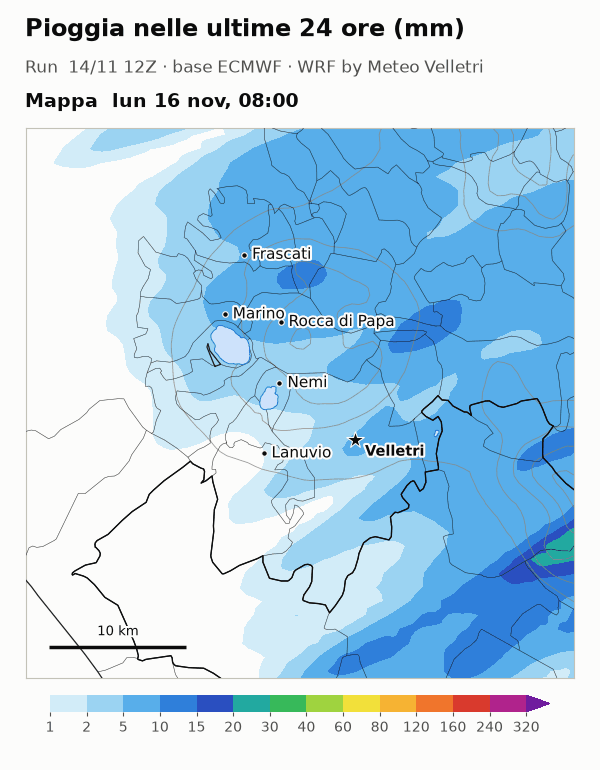 Pioggia nelle ultime 24 ore (mm)
Run  14/11 12Z · base ECMWF · WRF by Meteo Velletri
Mappa  lun 16 nov, 08:00
Frascati
Marino
Rocca di Papa
Nemi
Velletri
Lanuvio
10 km
1 2 5 10 15 20 30 40 60 80 120 160 240 320